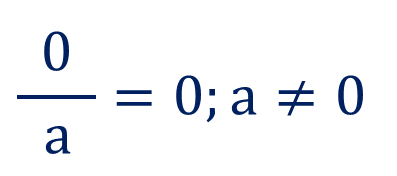 0/a = 0; a ≠ 0